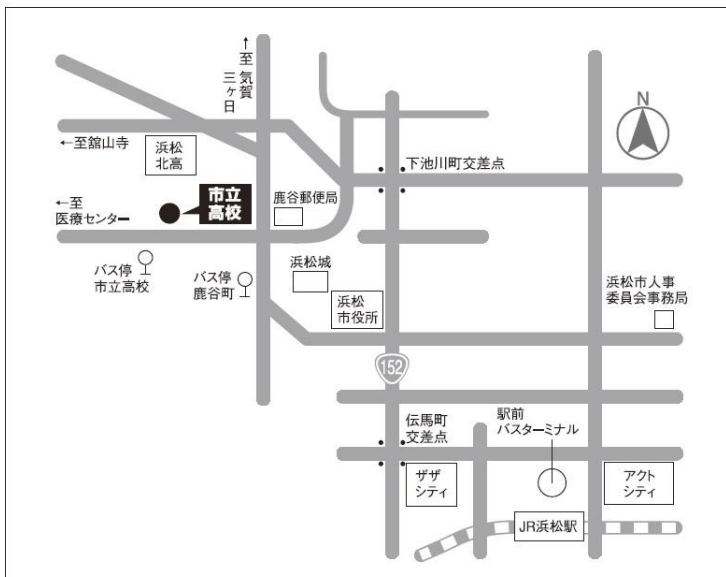 ←至
気賀
三ヶ日
N
←至舘山寺
浜松
北高
下池川町交差点
市立
高校
鹿谷郵便局
←至
医療センター
バス停
市立高校
バス停
鹿谷町
浜松城
浜松
市役所
浜松市人事
委員会事務局
152
伝馬町
交差点
駅前
バスターミナル
ザザ
シティ
アクト
シティ
JR浜松駅